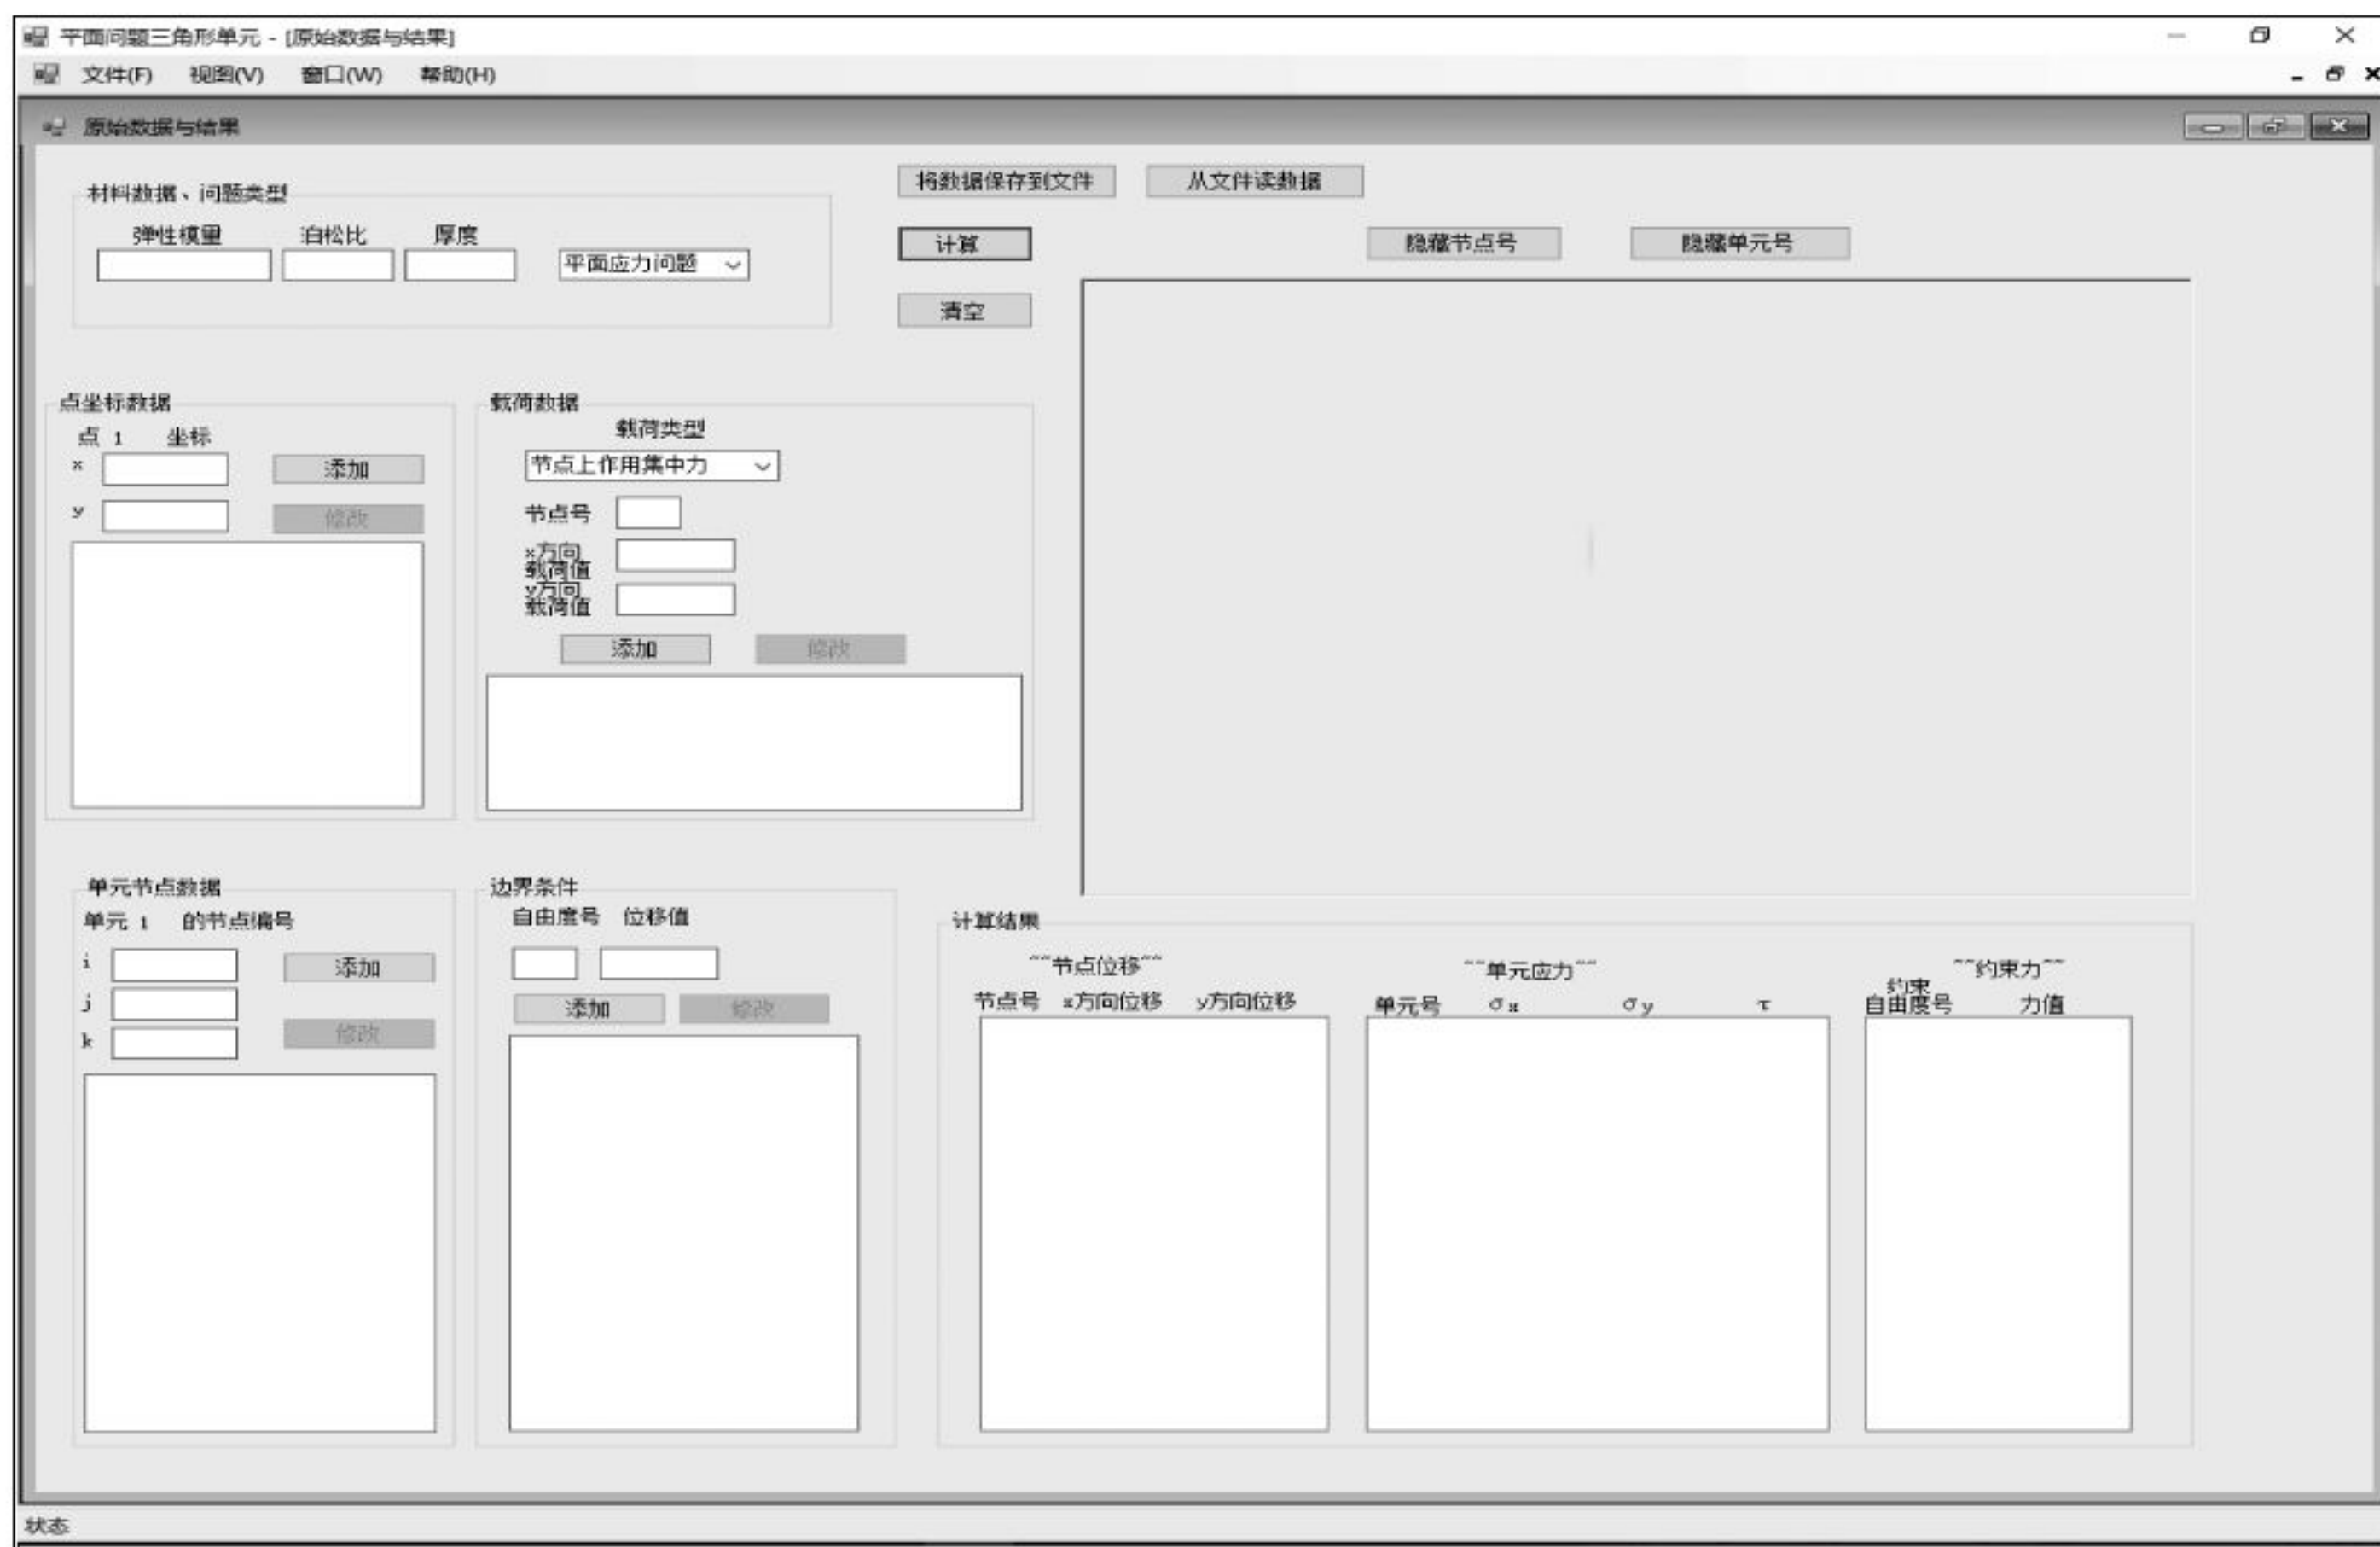 平面问题三角形单元 - [原始数据与结果]
文件(F) 视图(V) 窗口(W) 帮助(H)
原始数据与结果
将数据保存到文件 从文件读数据
材料数据、问题类型
弹性模量 泊松比 厚度
平面应力问题
计算
隐藏节点号 隐藏单元号
清空
点坐标数据
点 1 坐标
x
添加
y
修改
载荷数据
载荷类型
节点上作用集中力
节点号
x方向
载荷值
y方向
载荷值
添加 修改
单元节点数据
单元 1 的节点编号
i
添加
j
修改
k
边界条件
自由度号 位移值
添加 修改
计算结果
~~节点位移~~
节点号 x方向位移 y方向位移
~~单元应力~~
单元号 σx σy τ
~~约束力~~
约束
自由度号 力值
状态